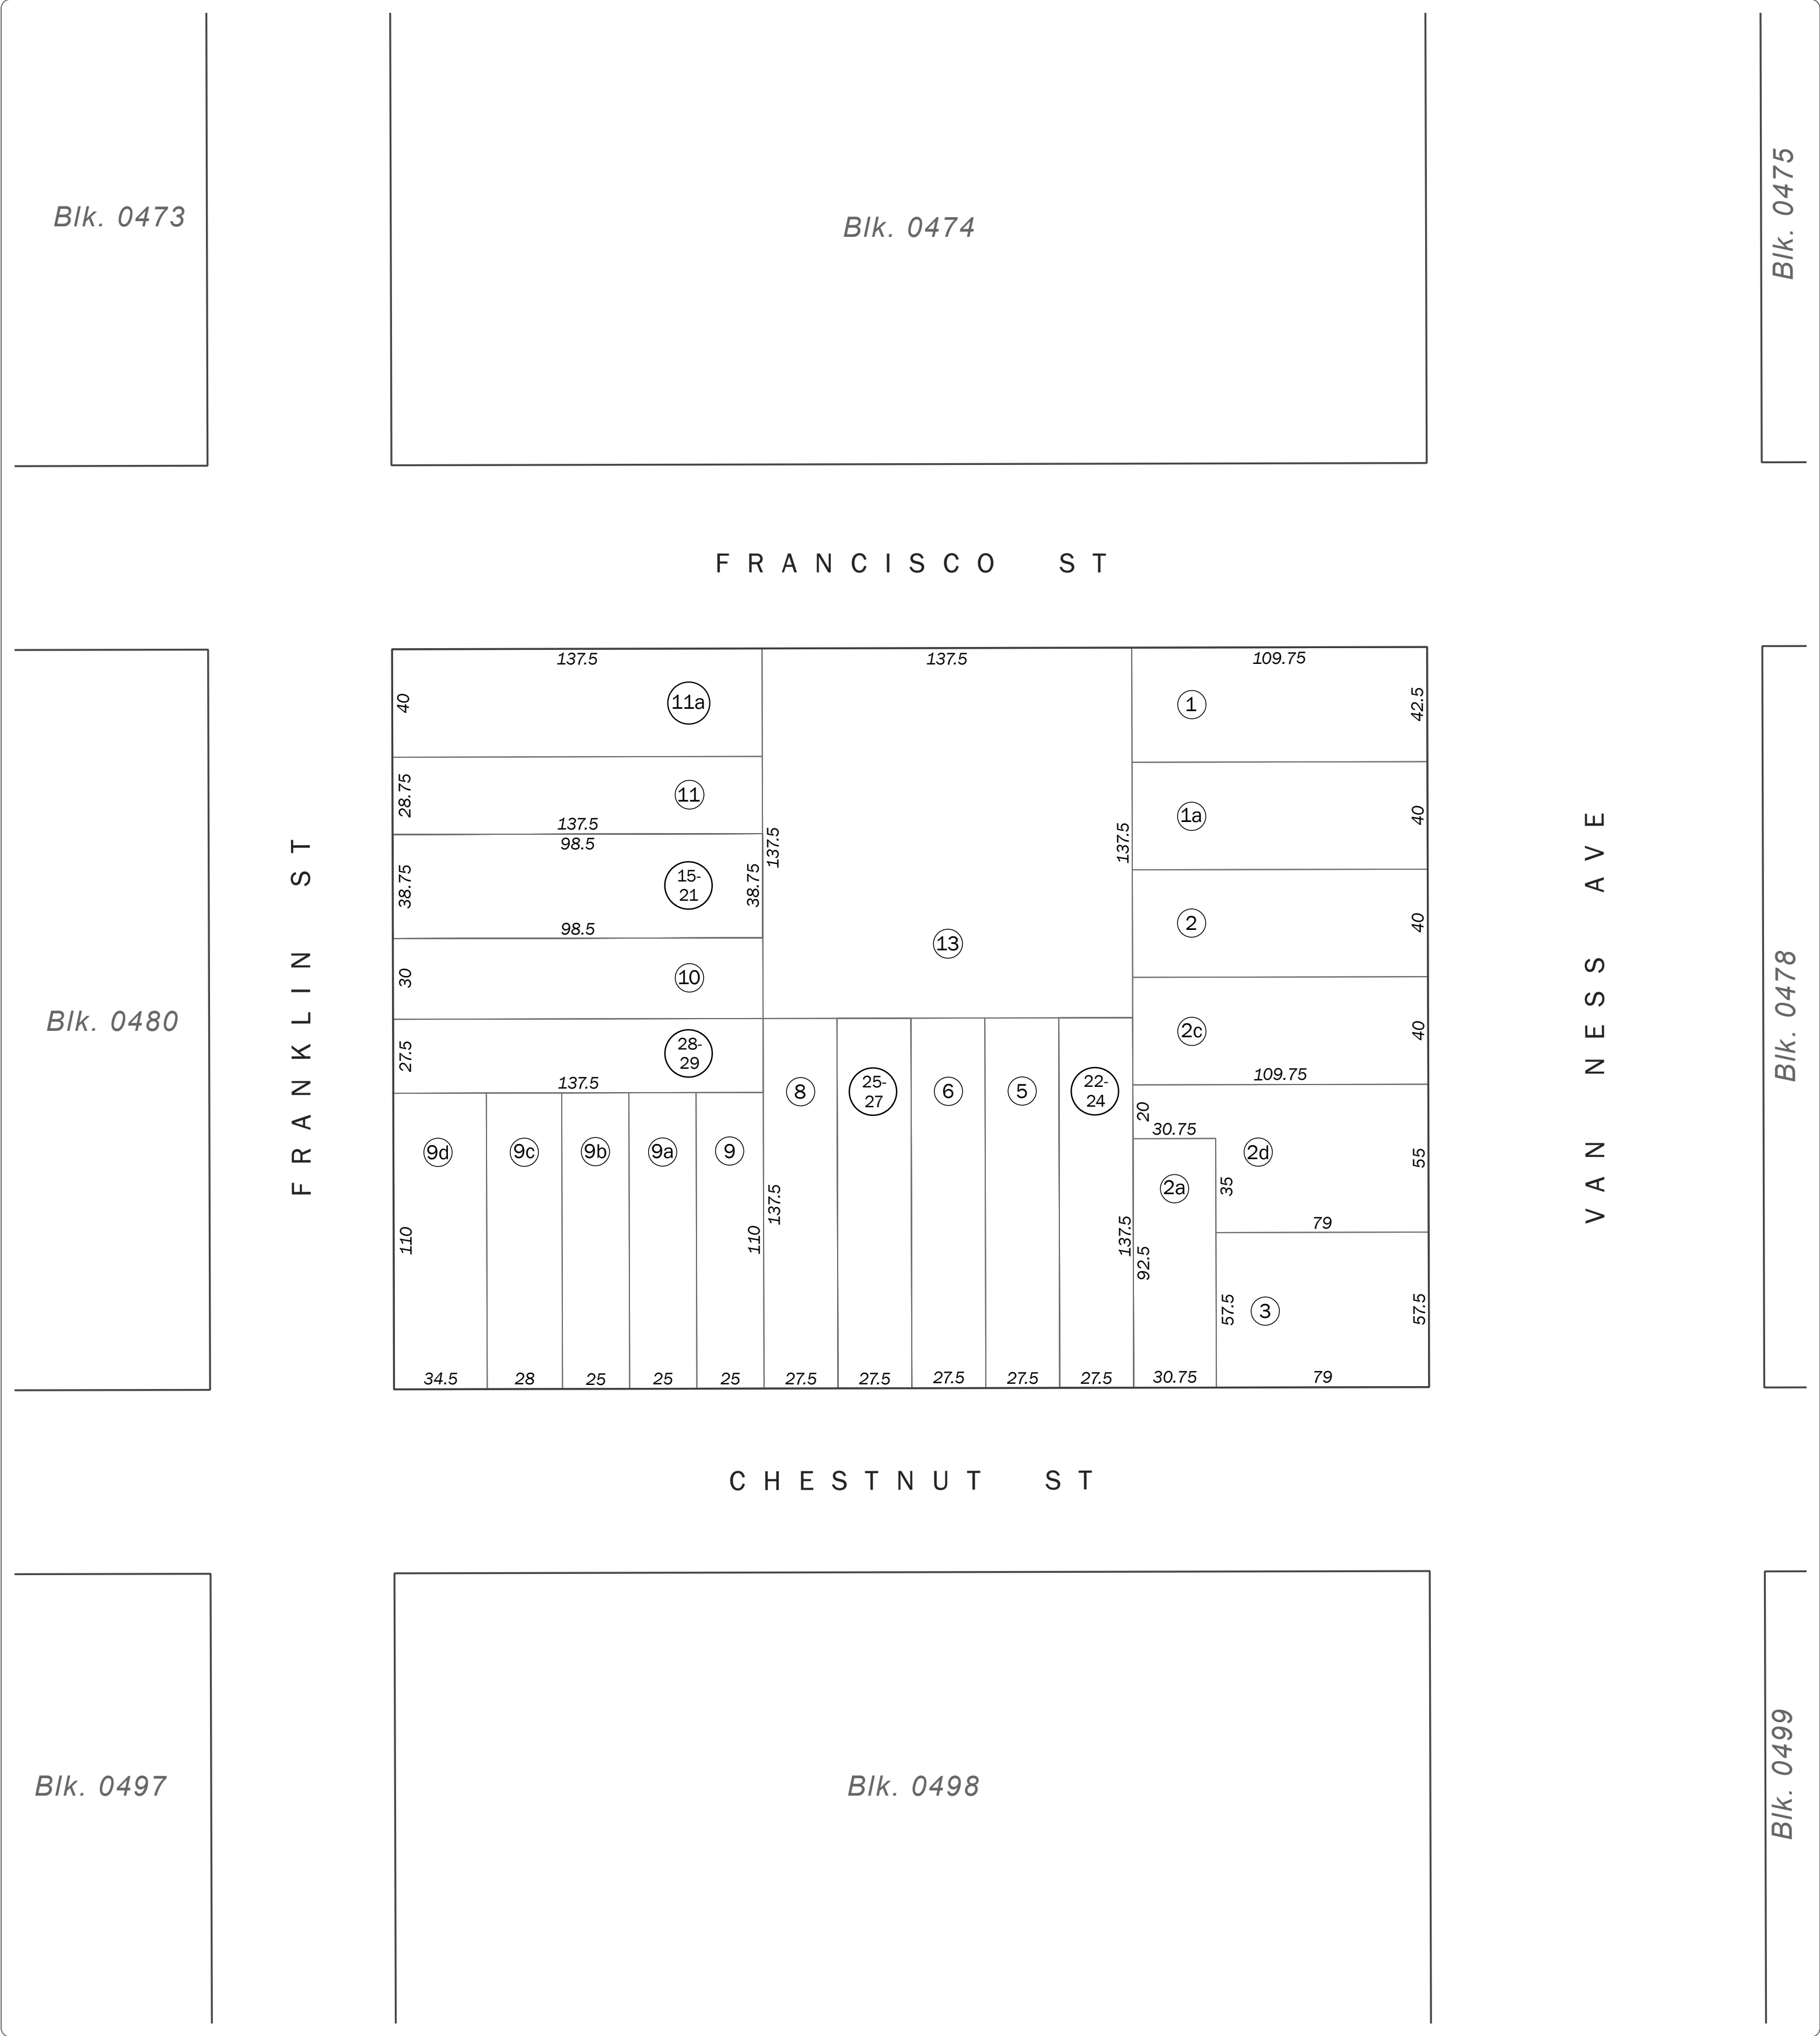 Blk. 0473
Blk. 0474
Blk. 0475
FRANCISCO ST
137.5
137.5
109.75
40
11a
1
42.5
28.75
11
137.5
1a
40
98.5
38.75
15-
21
38.75
137.5
137.5
98.5
2
40
13
30
10
FRANKLIN ST
VAN NESS AVE
Blk. 0480
Blk. 0478
2c
40
27.5
28-
29
137.5
109.75
8
25-
27
6
5
22-
24
20
30.75
9d
9c
9b
9a
9
2d
55
2a
35
137.5
79
110
110
137.5
92.5
57.5
3
57.5
34.5
28
25
25
25
27.5
27.5
27.5
27.5
27.5
30.75
79
CHESTNUT ST
Blk. 0497
Blk. 0498
Blk. 0499